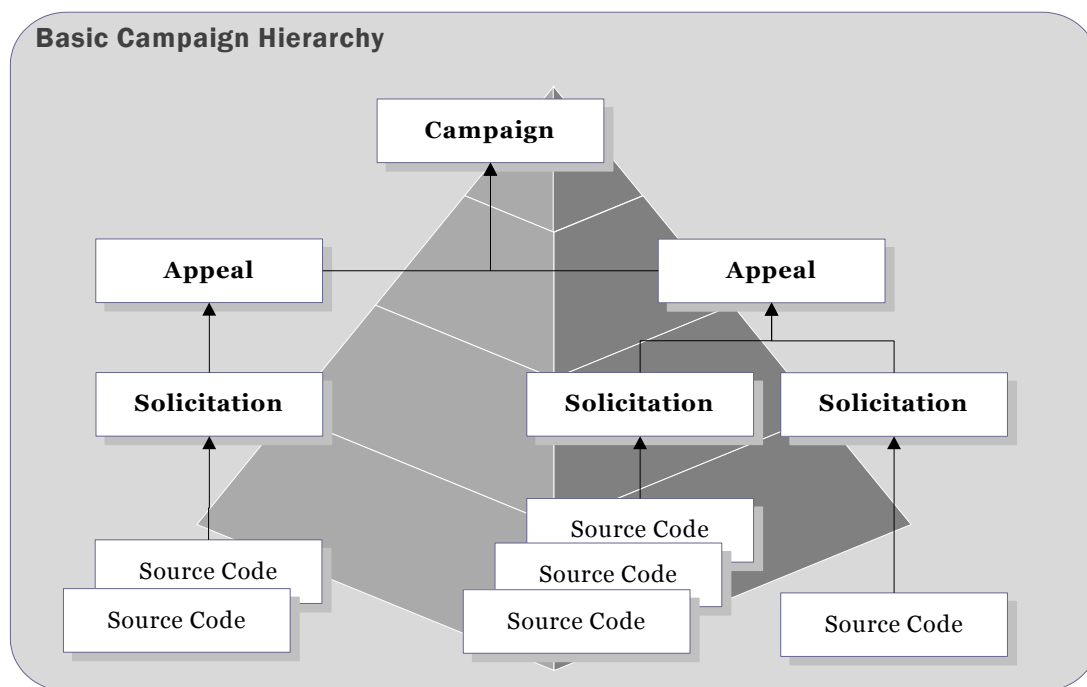 Basic Campaign Hierarchy
Campaign
Appeal
Appeal
Solicitation
Solicitation
Solicitation
Source Code
Source Code
Source Code
Source Code
Source Code
Source Code